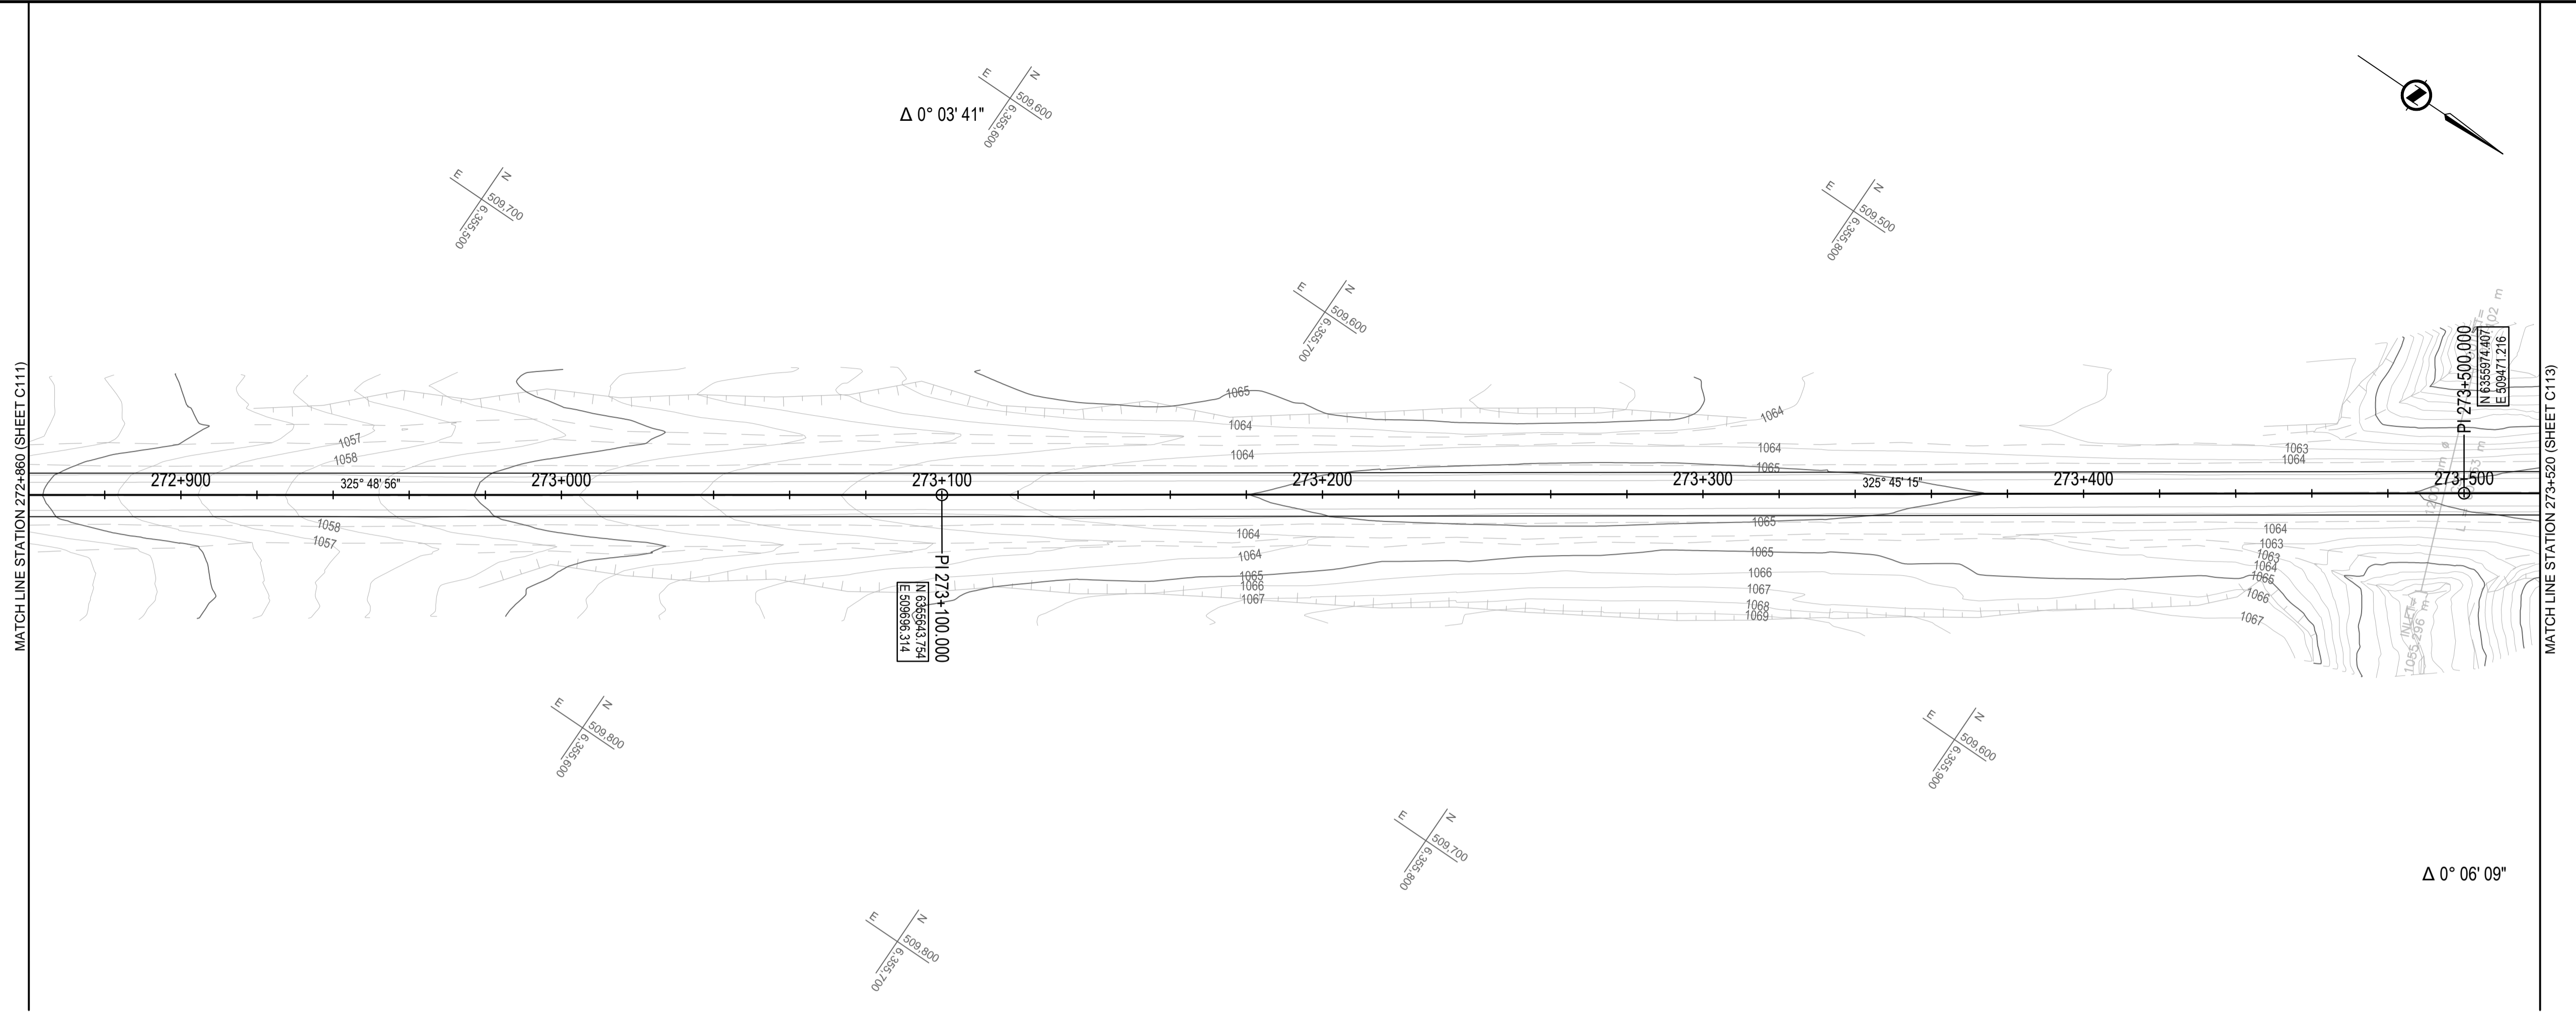 MATCH LINE STATION 272+860 (SHEET C111)
Δ 0° 03' 41"
E N
509,600
6,355,600
E N
509,700
6,355,500
E N
509,500
6,355,800
E N
509,600
6,355,700
1065
1064
1064
1057
1058
1064
1064
1065
1063
1064
272+900
325° 48' 56"
273+000
273+100
273+200
273+300
325° 45' 15"
273+400
273+500
PI 273+500.000
N 6355974.407
E 509471.216
1058
1057
1064
1064
1065
1066
1067
1065
1065
1066
1067
1068
1069
1064
1063
1063
1064
1065
1066
1067
INLET=
1055.296 m
PI 273+100.000
N 6355643.754
E 509696.314
E N
509,800
6,355,600
E N
509,600
6,355,900
E N
509,700
6,355,800
E N
509,800
6,355,700
Δ 0° 06' 09"
MATCH LINE STATION 273+520 (SHEET C113)